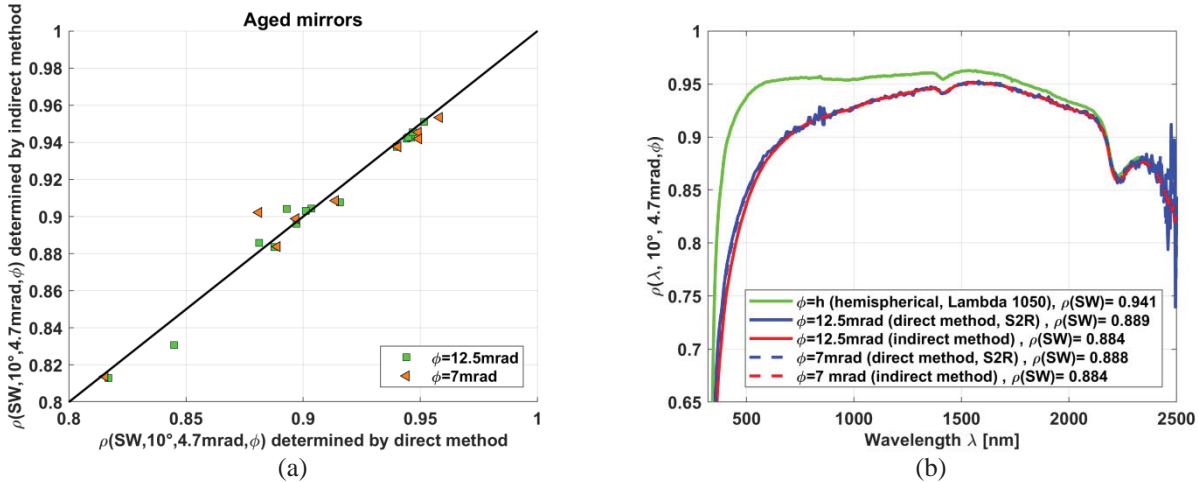 Aged mirrors
ρ(SW,10°,4.7mrad,ϕ) determined by indirect method
1
0.98
0.96
0.94
0.92
0.9
0.88
0.86
0.84
0.82
0.8
0.8
0.85
0.9
0.95
1
ϕ=12.5mrad
ϕ=7mrad
ρ(SW,10°,4.7mrad,ϕ) determined by direct method
(a)
ρ(λ, 10°, 4.7mrad,ϕ)
1
0.95
0.9
0.85
0.8
0.75
0.7
0.65
500
1000
1500
2000
2500
ϕ=h (hemispherical, Lambda 1050), ρ(SW)= 0.941
ϕ=12.5mrad (direct method, S2R) , ρ(SW)= 0.889
ϕ=12.5mrad (indirect method) , ρ(SW)= 0.884
ϕ=7mrad (direct method, S2R) , ρ(SW)= 0.888
ϕ=7 mrad (indirect method) , ρ(SW)= 0.884
Wavelength λ [nm]
(b)